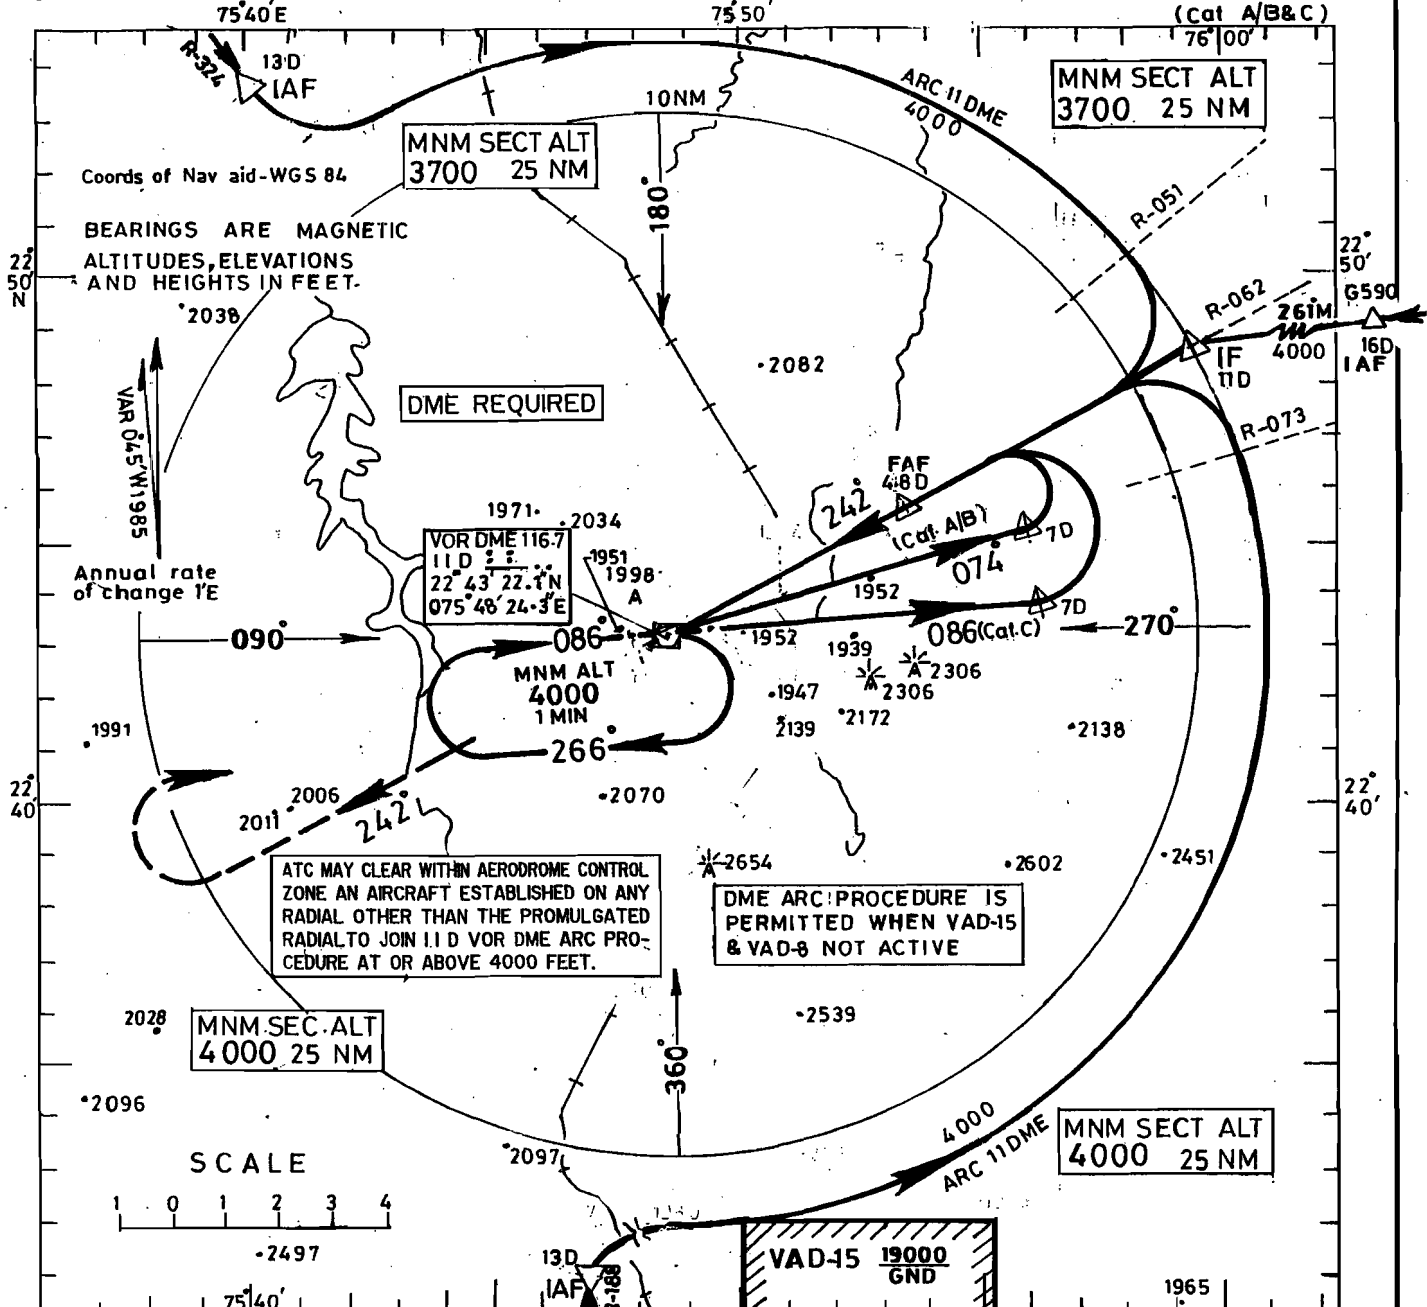 75°40'E
75°50'
(Cat A/B&C)
76°00'
R-324
13D
IAF
ARC 11 DME
4000
MNM SECT ALT
3700 25 NM
10NM
MNM SECT ALT
3700 25 NM
Coords of Nav aid-WGS 84
180°
R-051
BEARINGS ARE MAGNETIC
ALTITUDES, ELEVATIONS
AND HEIGHTS IN FEET.
22°
50'
N
22°
50'
R-062
261°M
G590
4000
16D
IAF
IF
11D
2038
2082
VAR 0°45'W1985
DME REQUIRED
R-073
FAF
4.8D
242°
(Cat. A/B)
7D
074°
1971
2034
VOR DME 116.7
IID
22°43'22.1"N
075°48'24.3"E
1951
1998
A
Annual rate
of change 1'E
1952
7D
090°
086°
1952
086°(Cat.C)
270°
1939
MNM ALT
4000
1 MIN
2306
2306
1947
2139
2172
2138
1991
266°
22°
40'
22°
40'
2006
2011
242°
2070
2654
2602
2451
ATC MAY CLEAR WITHIN AERODROME CONTROL
ZONE AN AIRCRAFT ESTABLISHED ON ANY
RADIAL OTHER THAN THE PROMULGATED
RADIAL TO JOIN 11 D VOR DME ARC PRO-
CEDURE AT OR ABOVE 4000 FEET.
DME ARC PROCEDURE IS
PERMITTED WHEN VAD-15
& VAD-8 NOT ACTIVE
2028
MNM.SEC.ALT
4000 25 NM
2539
360°
2096
4000
ARC 11 DME
MNM SECT ALT
4000 25 NM
SCALE
2097
1 0 1 2 3 4
2497
13D
IAF
R-188
VAD-15 19000
GND
1965
75°40'